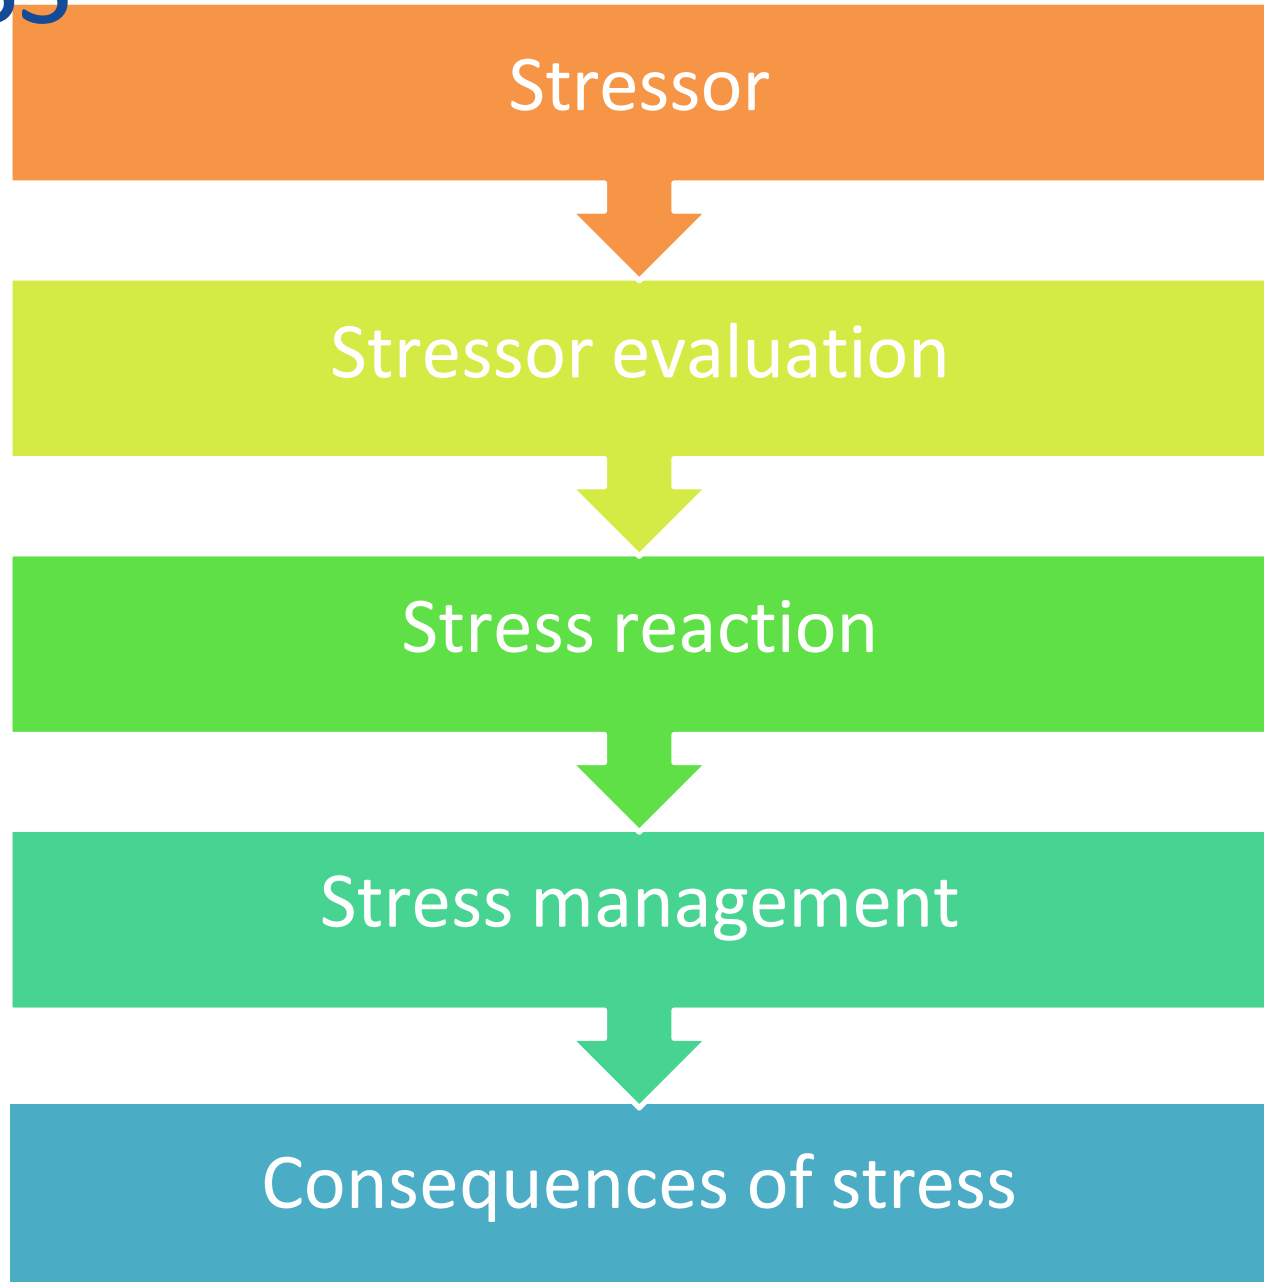 Stressor
Stressor evaluation
Stress reaction
Stress management
Consequences of stress